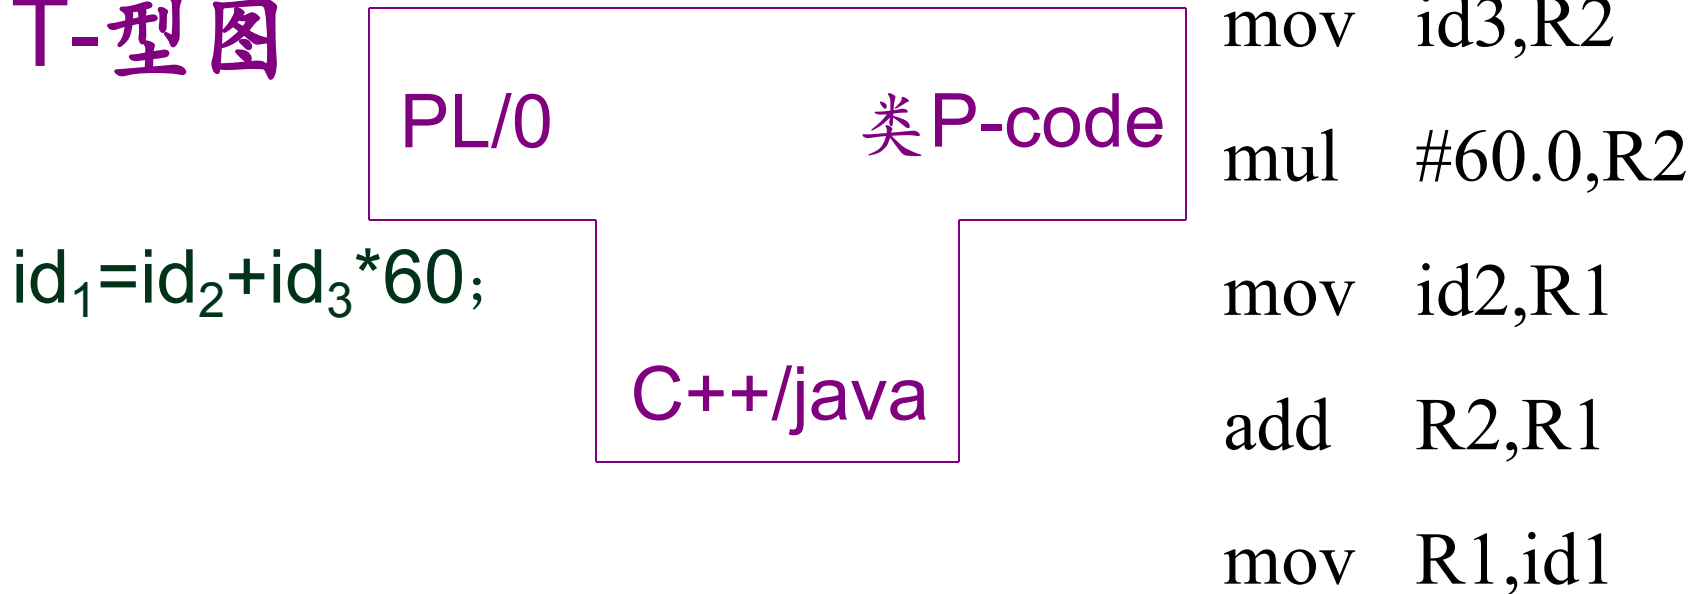 T-型图
PL/0 类P-code
C++/java
id₁=id₂+id₃*60；
mov id3,R2
mul #60.0,R2
mov id2,R1
add R2,R1
mov R1,id1